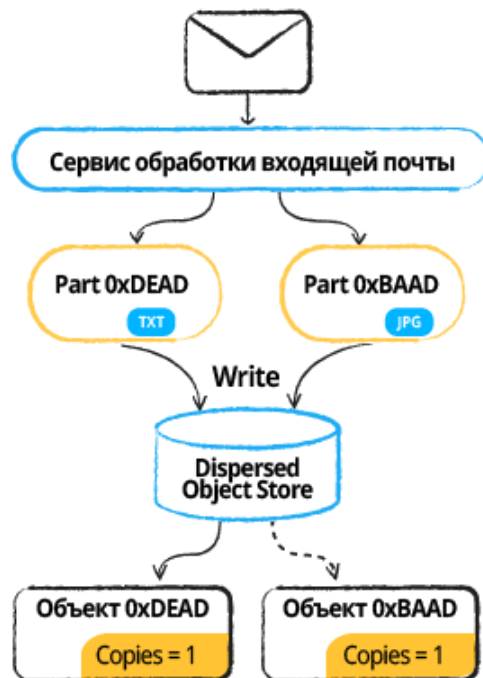 Сервис обработки входящей почты
Part 0xDEAD
TXT
Part 0xBAAD
JPG
Write
Dispersed
Object Store
Объект 0xDEAD
Copies = 1
Объект 0xBAAD
Copies = 1